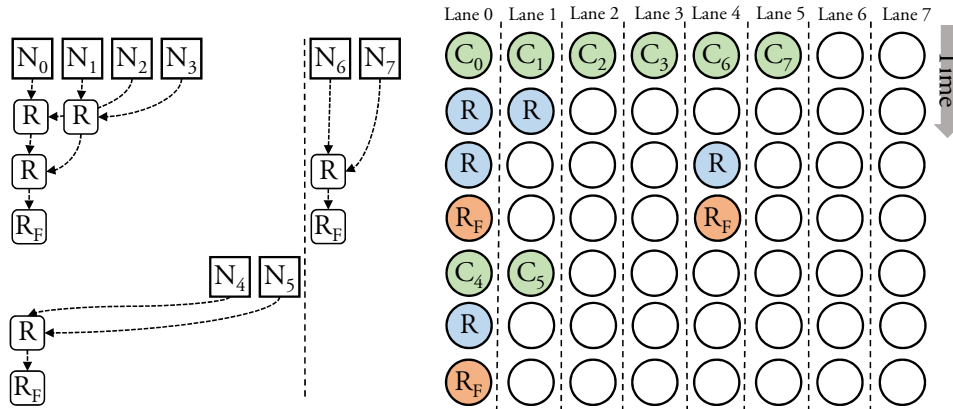 Lane 0 Lane 1 Lane 2 Lane 3 Lane 4 Lane 5 Lane 6 Lane 7
N0 N1 N2 N3 N6 N7
C0 C1 C2 C3 C6 C7
Time
R R
R R
R R
R R
RF RF
RF RF
N4 N5
C4 C5
R
R
RF
RF